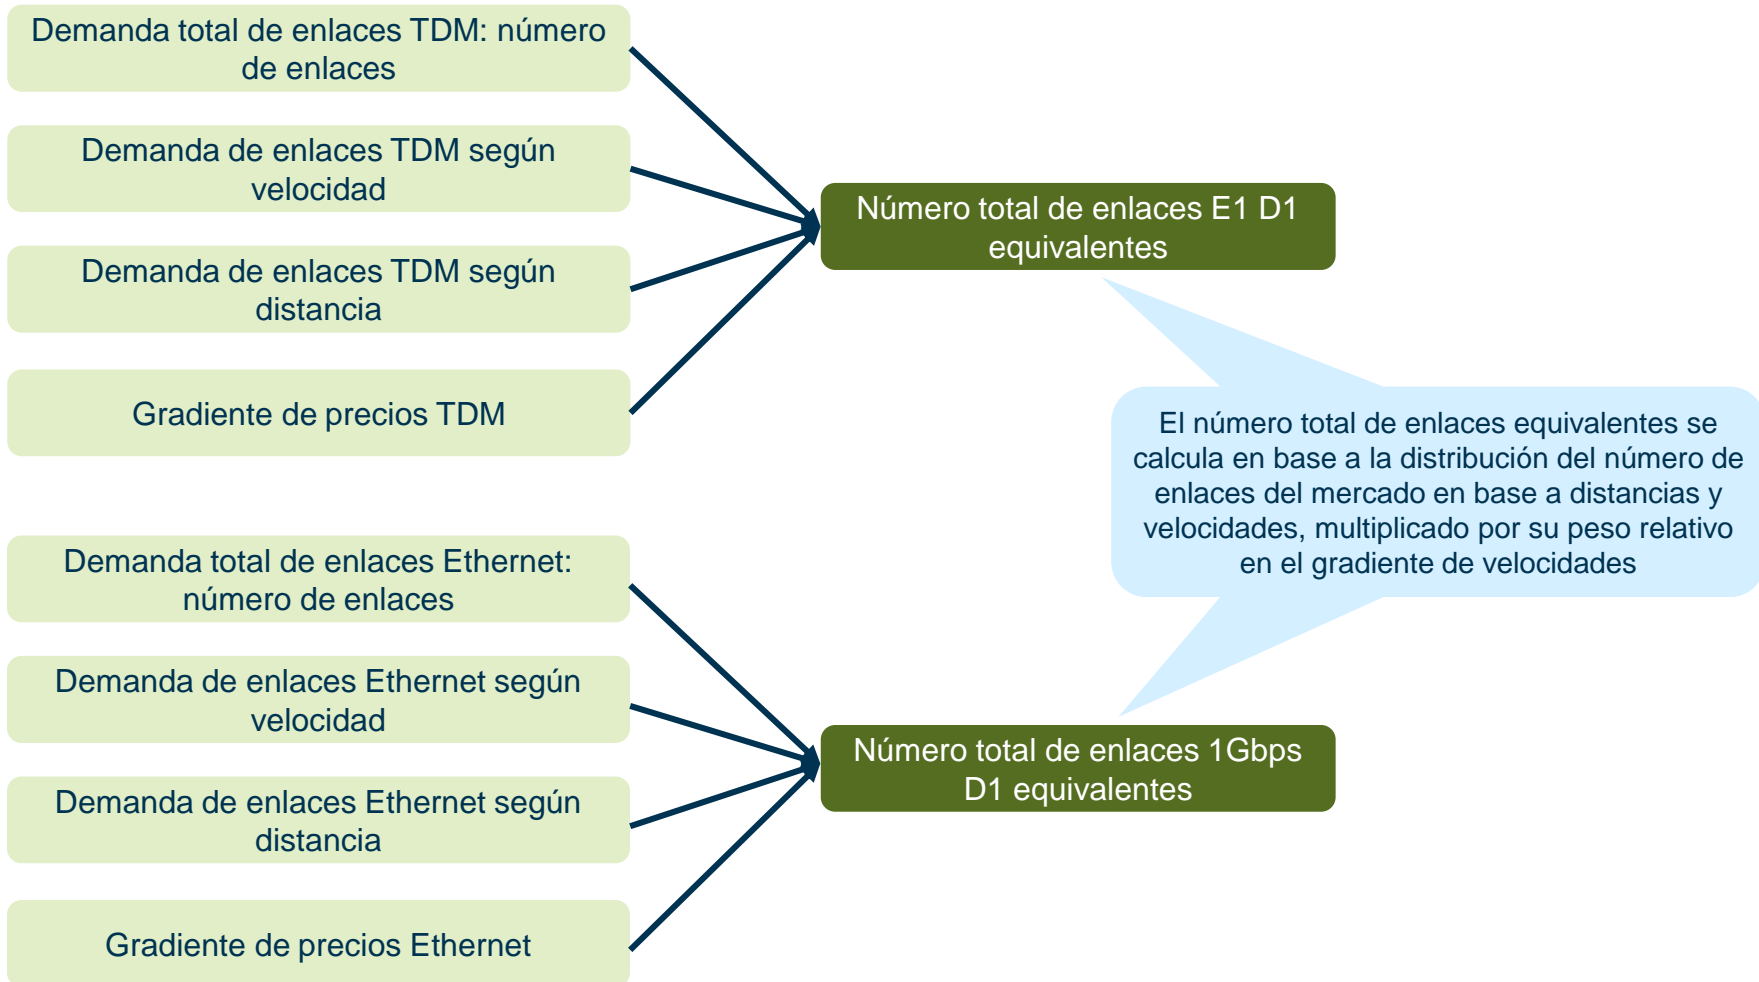 Demanda total de enlaces TDM: número
de enlaces
Demanda de enlaces TDM según
velocidad
Demanda de enlaces TDM según
distancia
Gradiente de precios TDM
Número total de enlaces E1 D1
equivalentes
El número total de enlaces equivalentes se
calcula en base a la distribución del número de
enlaces del mercado en base a distancias y
velocidades, multiplicado por su peso relativo
en el gradiente de velocidades
Demanda total de enlaces Ethernet:
número de enlaces
Demanda de enlaces Ethernet según
velocidad
Demanda de enlaces Ethernet según
distancia
Gradiente de precios Ethernet
Número total de enlaces 1Gbps
D1 equivalentes